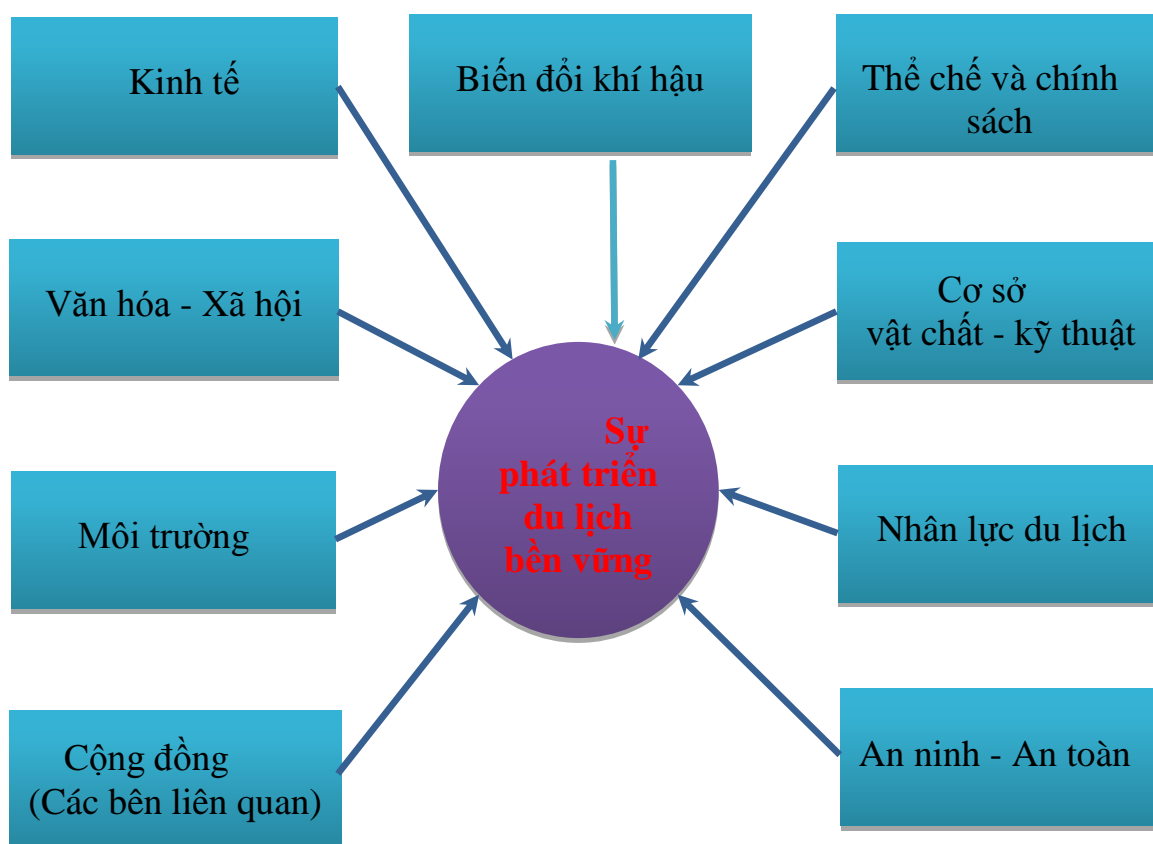 Kinh tế
Biến đổi khí hậu
Thể chế và chính
sách
Văn hóa - Xã hội
Cơ sở
vật chất - kỹ thuật
Sự
phát triển
du lịch
bền vững
Môi trường
Nhân lực du lịch
Cộng đồng
(Các bên liên quan)
An ninh - An toàn